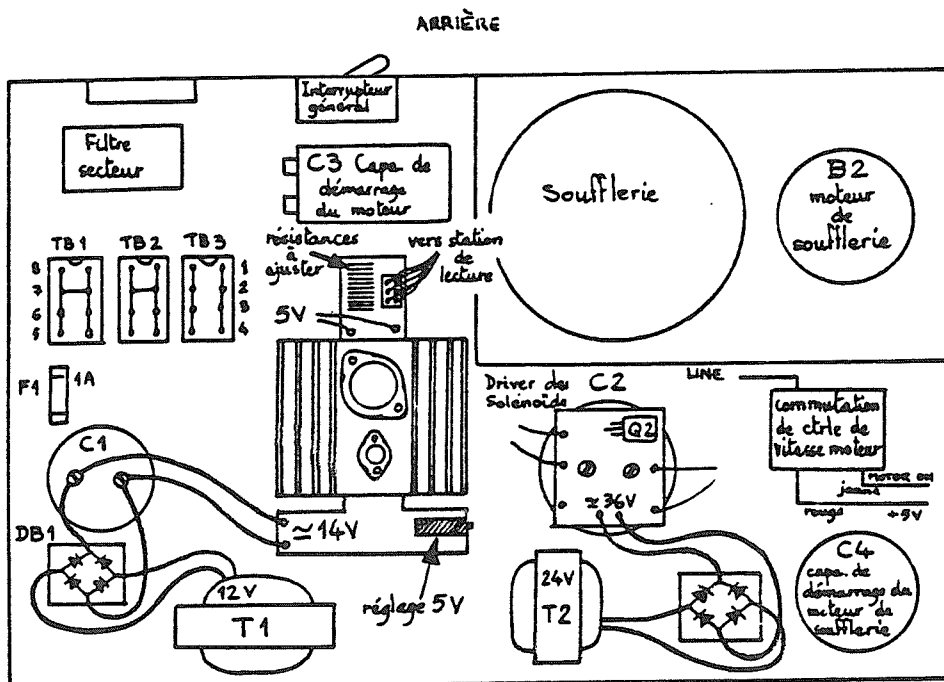 ARRIÈRE
Interrupteur
général
Filtre
secteur
C3 Capa. de
démarrage
du moteur
Soufflerie
B2
moteur
de
soufflerie
TB1 TB2 TB3
résistances
à
ajuster
vers station
de
lecture
8
7
6
5
1
2
3
4
5V
F1
1A
Driver des
Solénoïde
C2
LINE
Q2
commutation
de ctrle de
vitesse moteur
MOTOR ON
jaune
rouge
+5V
C1
≃14V
≃36V
DB1
12V
T1
réglage 5V
24V
T2
C4
capa. de
démarrage du
moteur de
soufflerie